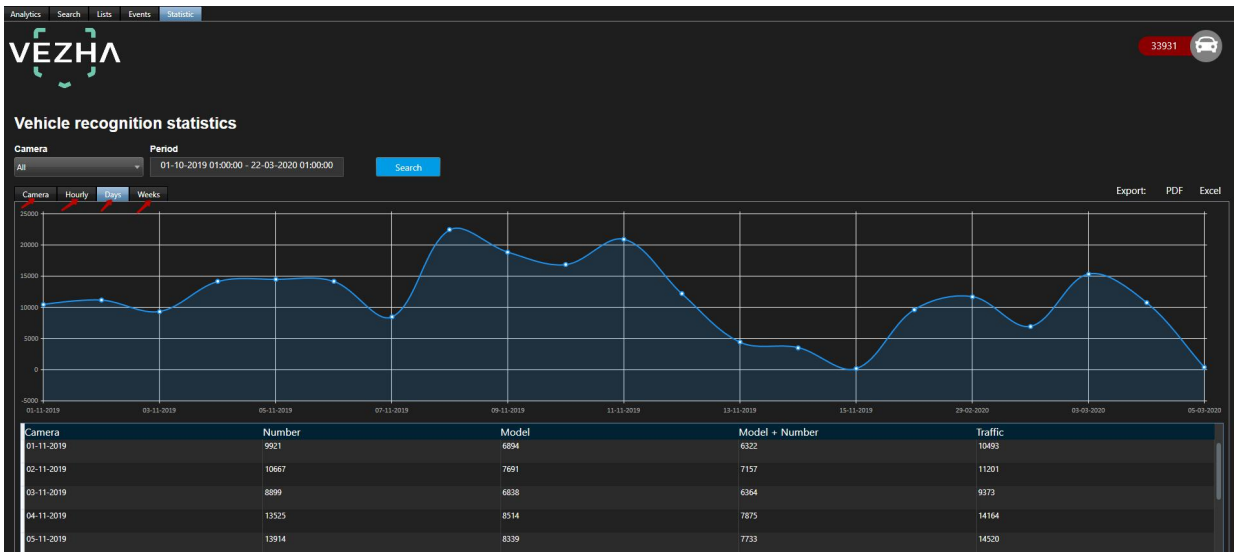 Analytics Search Lists Events Statistic
VEZHA
33931
Vehicle recognition statistics
Camera Period
All 01-10-2019 01:00:00 - 22-03-2020 01:00:00 Search
Camera Hourly Days Weeks Export: PDF Excel
25000
20000
15000
10000
5000
0
-5000
01-11-2019 03-11-2019 05-11-2019 07-11-2019 09-11-2019 11-11-2019 13-11-2019 15-11-2019 29-02-2020 03-03-2020 05-03-2020
Camera Number Model Model + Number Traffic
01-11-2019 9921 6894 6322 10493
02-11-2019 10667 7691 7157 11201
03-11-2019 8899 6838 6364 9373
04-11-2019 13525 8514 7875 14164
05-11-2019 13914 8339 7733 14520